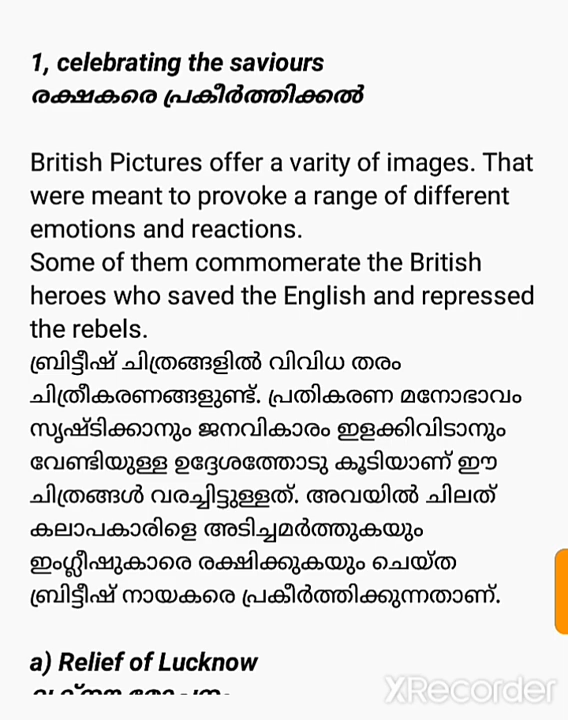 1, celebrating the saviours
രക്ഷകരെ പ്രകീർത്തിക്കൽ
British Pictures offer a varity of images. That
were meant to provoke a range of different
emotions and reactions.
Some of them commomerate the British
heroes who saved the English and repressed
the rebels.
ബ്രിട്ടീഷ് ചിത്രങ്ങളിൽ വിവിധ തരം
ചിത്രീകരണങ്ങളുണ്ട്. പ്രതികരണ മനോഭാവം
സൃഷ്ടിക്കാനും ജനവികാരം ഇളക്കിവിടാനും
വേണ്ടിയുള്ള ഉദ്ദേശത്തോടു കൂടിയാണ് ഈ
ചിത്രങ്ങൾ വരച്ചിട്ടുള്ളത്. അവയിൽ ചിലത്
കലാപകാരിളെ അടിച്ചമർത്തുകയും
ഇംഗ്ലീഷുകാരെ രക്ഷിക്കുകയും ചെയ്ത
ബ്രിട്ടീഷ് നായകരെ പ്രകീർത്തിക്കുന്നതാണ്.
a) Relief of Lucknow
XRecorder